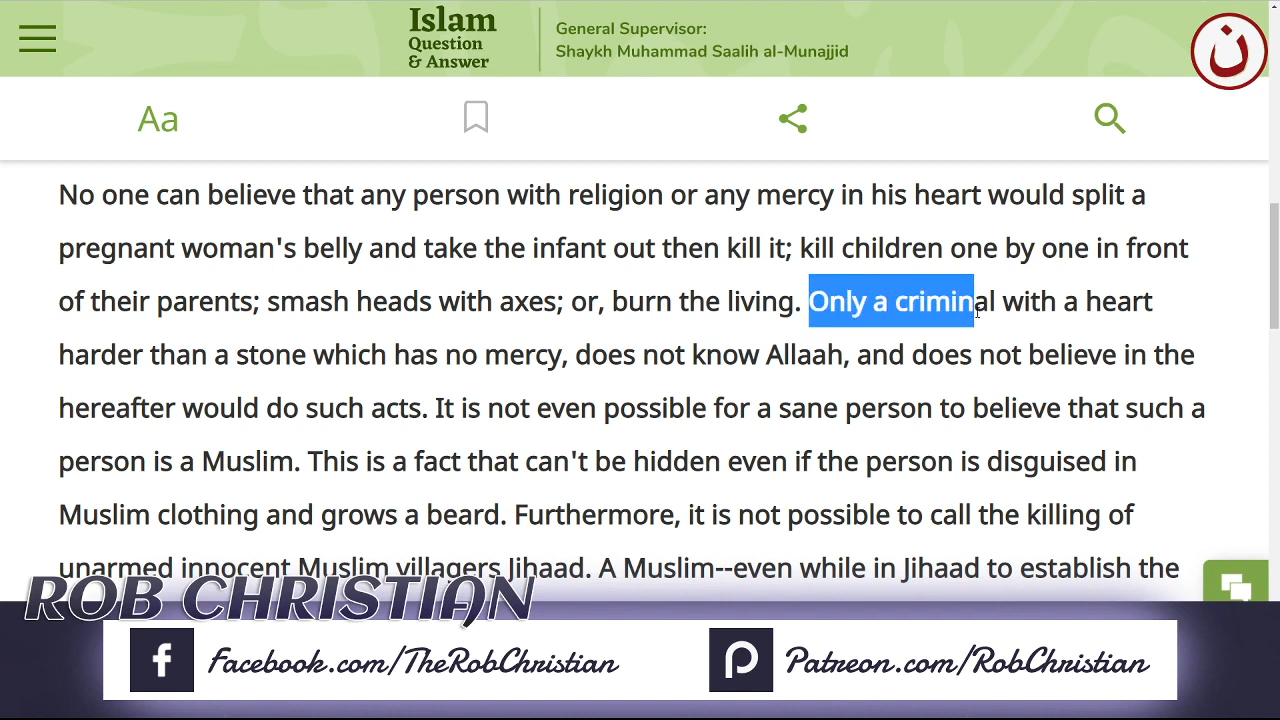 Islam
Question
& Answer
General Supervisor:
Shaykh Muhammad Saalih al-Munajjid
ن
Aa
No one can believe that any person with religion or any mercy in his heart would split a
pregnant woman's belly and take the infant out then kill it; kill children one by one in front
of their parents; smash heads with axes; or, burn the living. Only a criminal with a heart
harder than a stone which has no mercy, does not know Allaah, and does not believe in the
hereafter would do such acts. It is not even possible for a sane person to believe that such a
person is a Muslim. This is a fact that can't be hidden even if the person is disguised in
Muslim clothing and grows a beard. Furthermore, it is not possible to call the killing of
unarmed innocent Muslim villagers Jihaad. A Muslim--even while in Jihaad to establish the
ROB CHRISTIAN
Facebook.com/TheRobChristian
Patreon.com/RobChristian